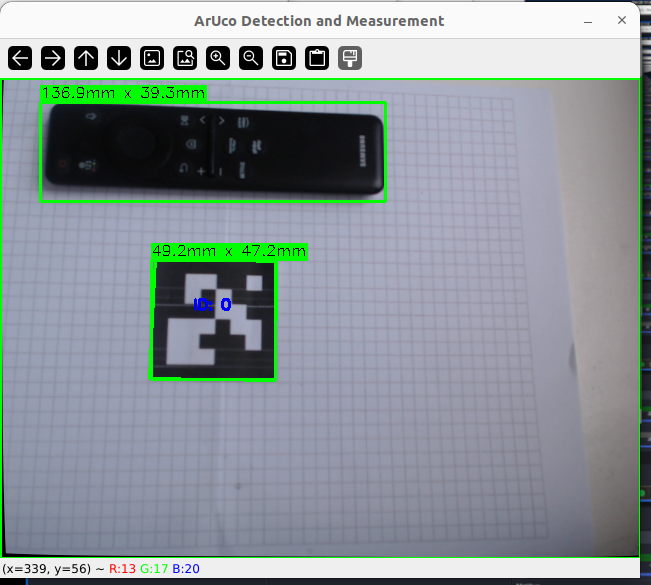 ArUco Detection and Measurement
136.9mm x 39.3mm
SAMSUNG
49.2mm x 47.2mm
ID: 0
(x=339, y=56) ~ R:13 G:17 B:20